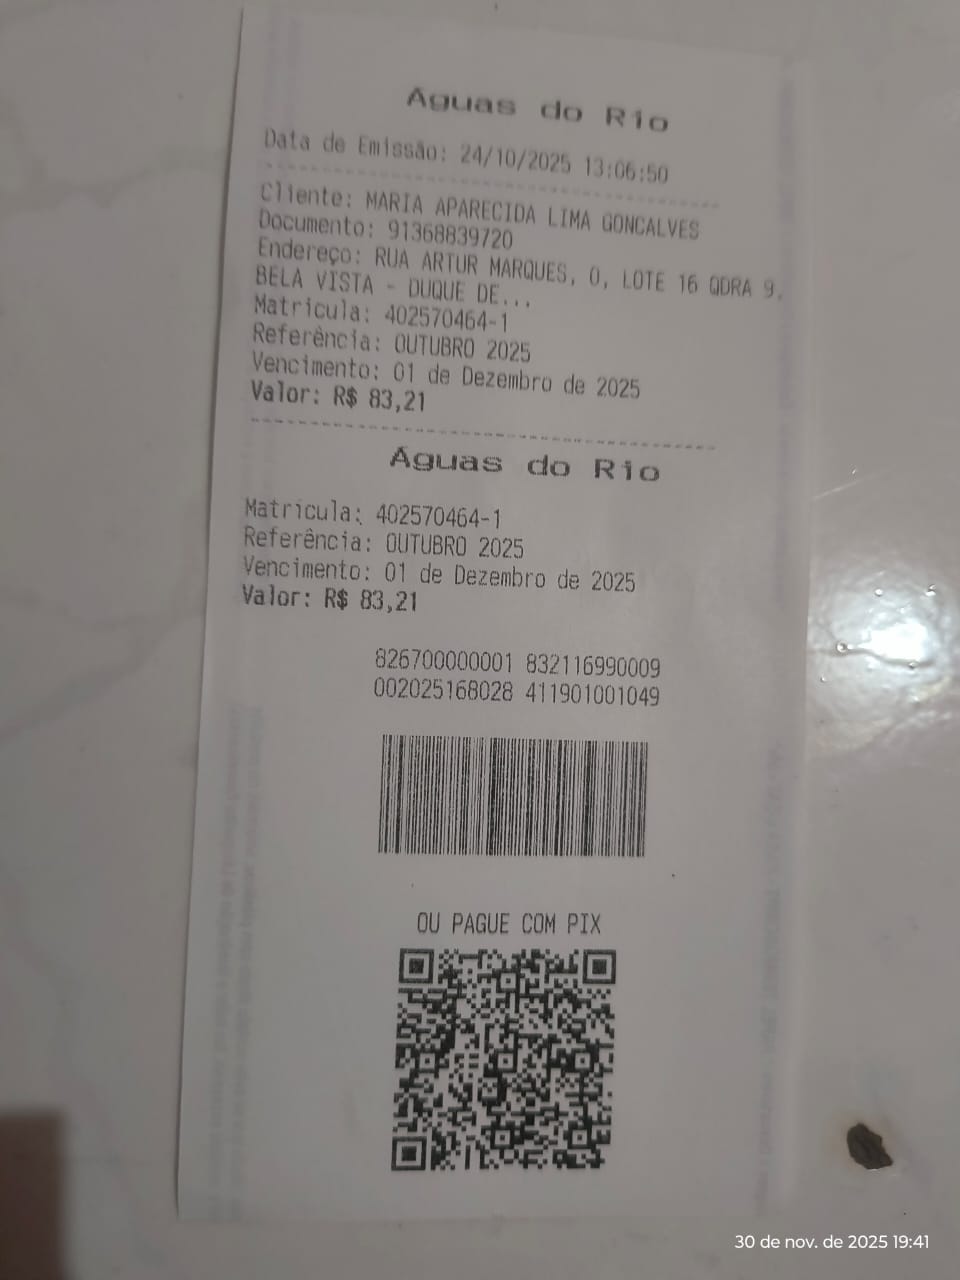 Águas do Rio
Data de Emissão: 24/10/2025 13:06:50
Cliente: MARIA APARECIDA LIMA GONCALVES
Documento: 91368839720
Endereço: RUA ARTUR MARQUES, 0, LOTE 16 QDRA 9,
BELA VISTA - DUQUE DE...
Matrícula: 402570464-1
Referência: OUTUBRO 2025
Vencimento: 01 de Dezembro de 2025
Valor: R$ 83,21
Águas do Rio
Matrícula: 402570464-1
Referência: OUTUBRO 2025
Vencimento: 01 de Dezembro de 2025
Valor: R$ 83,21
826700000001 832116990009
002025168028 411901001049
OU PAGUE COM PIX
30 de nov. de 2025 19:41